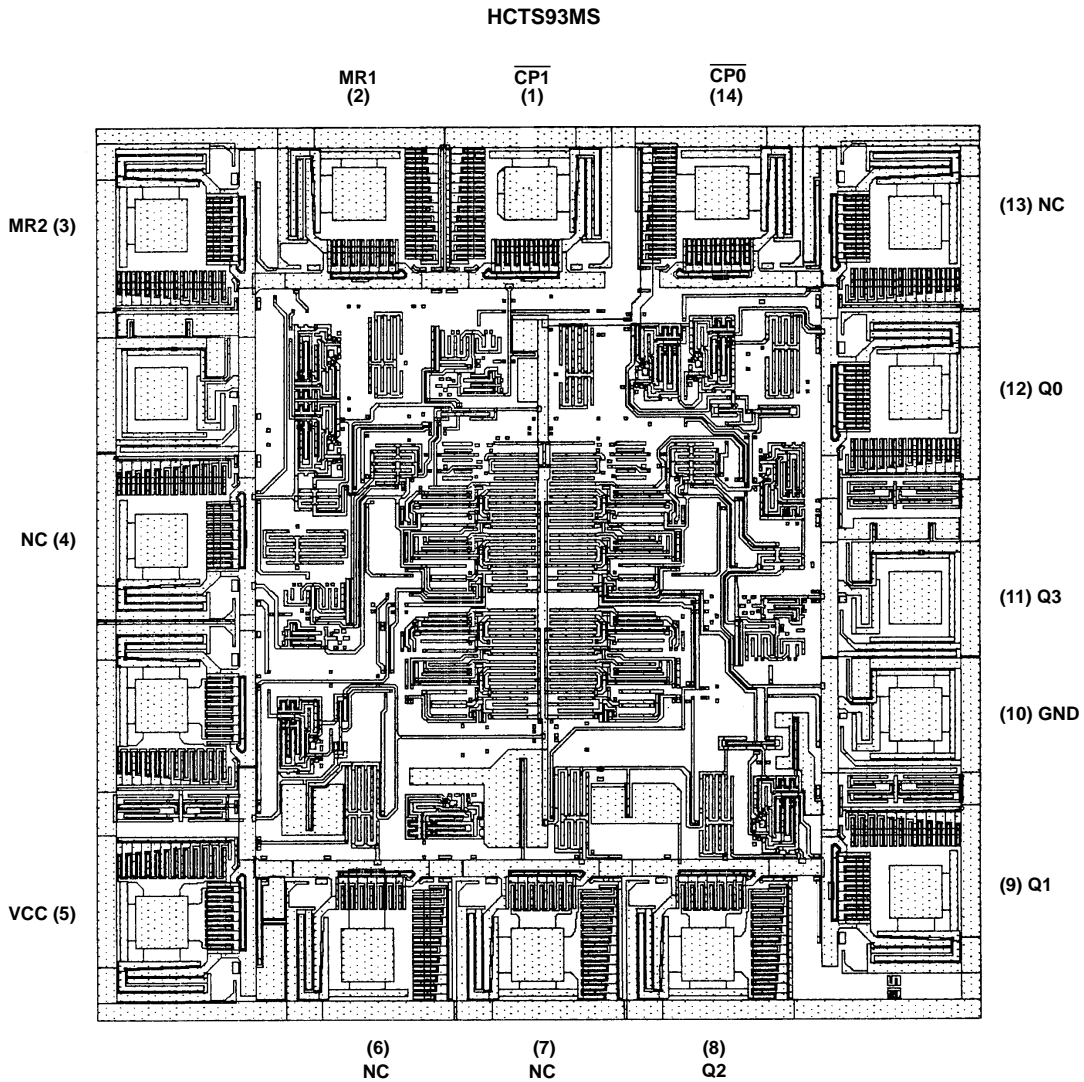 HCTS93MS
MR1
(2)
CP1
(1)
CP0
(14)
MR2 (3)
(13) NC
(12) Q0
NC (4)
(11) Q3
(10) GND
VCC (5)
(9) Q1
(6)
NC
(7)
NC
(8)
Q2